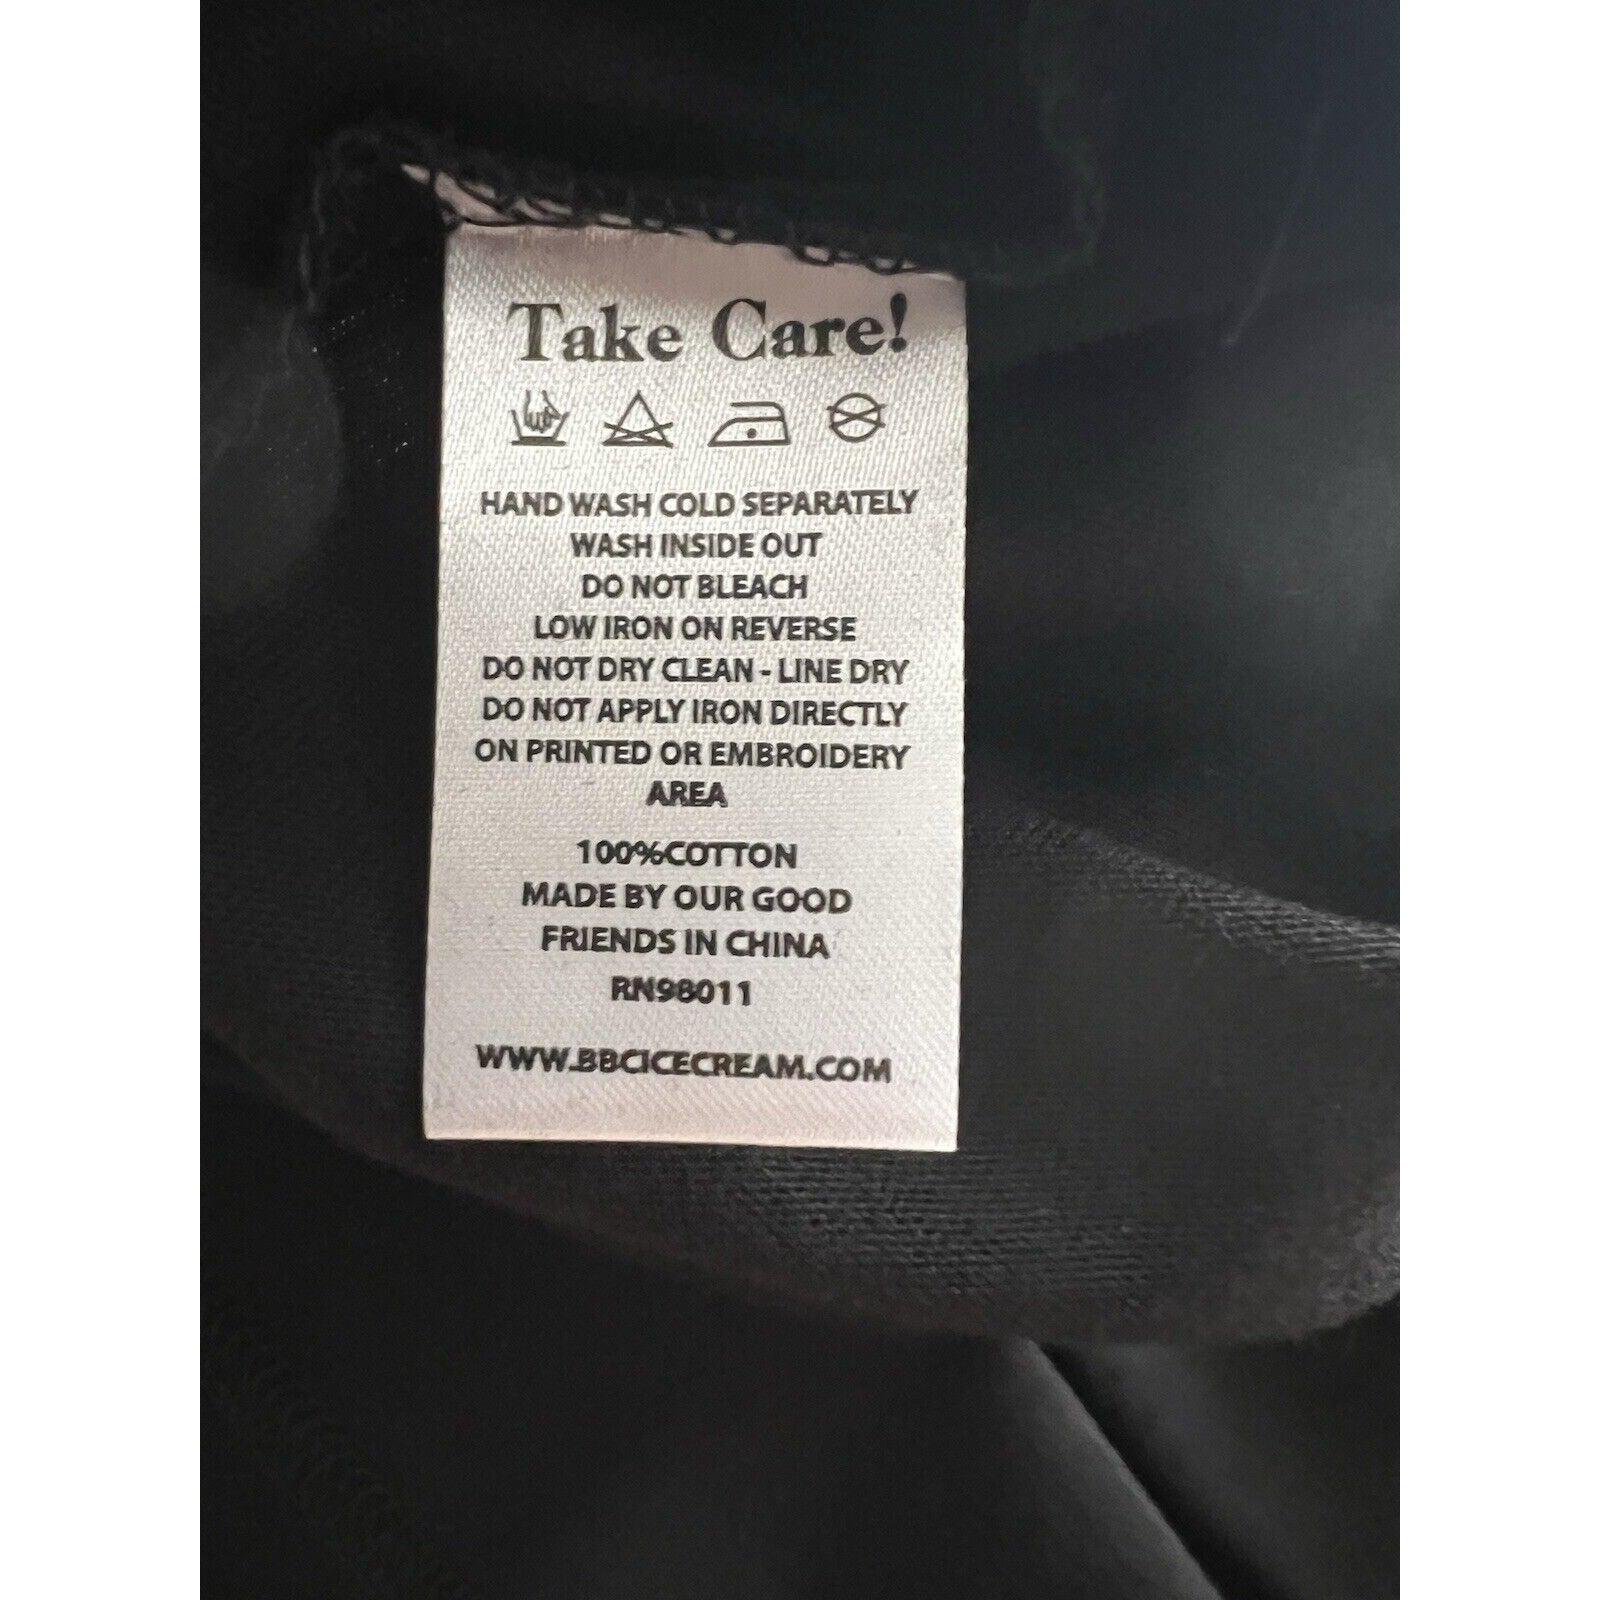 Take Care!
HAND WASH COLD SEPARATELY
WASH INSIDE OUT
DO NOT BLEACH
LOW IRON ON REVERSE
DO NOT DRY CLEAN - LINE DRY
DO NOT APPLY IRON DIRECTLY
ON PRINTED OR EMBROIDERY
AREA
100%COTTON
MADE BY OUR GOOD
FRIENDS IN CHINA
RN98011
WWW.BBCICECREAM.COM